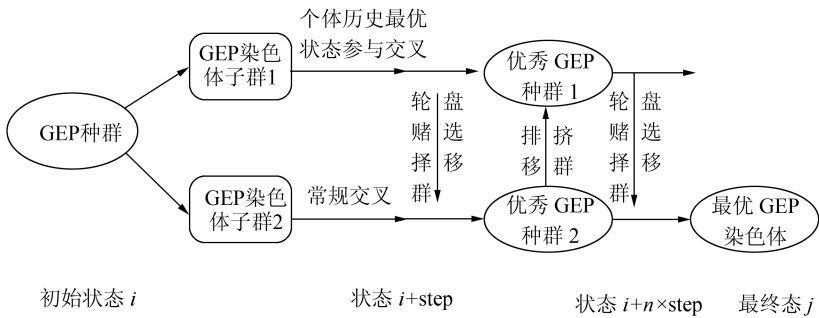 个体历史最优
状态参与交叉
GEP染色
体子群1
优秀 GEP
种群 1
轮盘
赌选
择移
群
排挤
移群
轮盘
赌选
择移
群
GEP种群
GEP染色
体子群2
常规交叉
优秀 GEP
种群 2
最优 GEP
染色体
初始状态 i
状态 i+step
状态 i+n×step
最终态 j